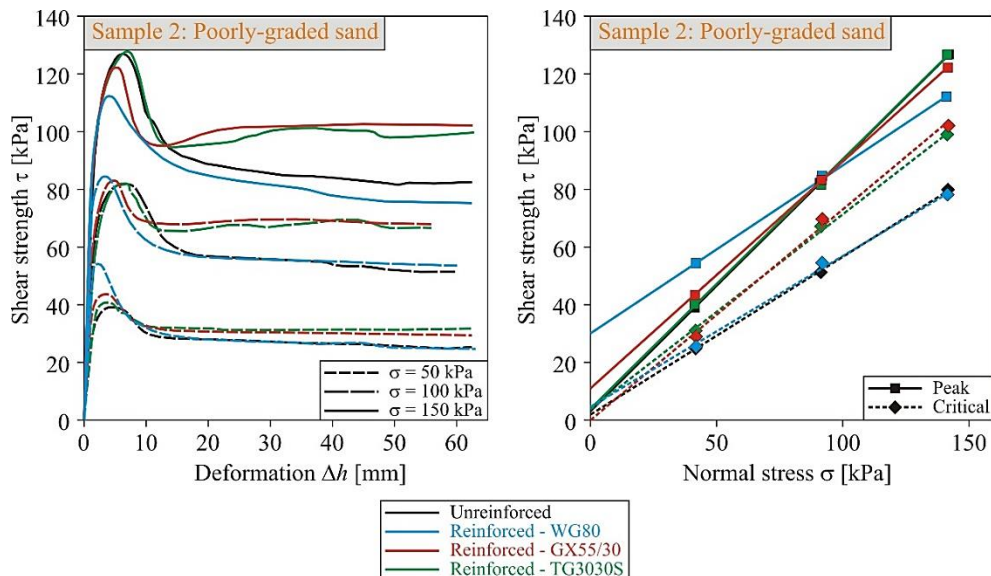 Sample 2: Poorly-graded sand
Shear strength τ [kPa]
140
120
100
80
60
40
20
0
0
10
20
30
40
50
60
Deformation Δh [mm]
σ = 50 kPa
σ = 100 kPa
σ = 150 kPa
Sample 2: Poorly-graded sand
Shear strength τ [kPa]
140
120
100
80
60
40
20
0
0
50
100
150
Normal stress σ [kPa]
Peak
Critical
Unreinforced
Reinforced - WG80
Reinforced - GX55/30
Reinforced - TG3030S